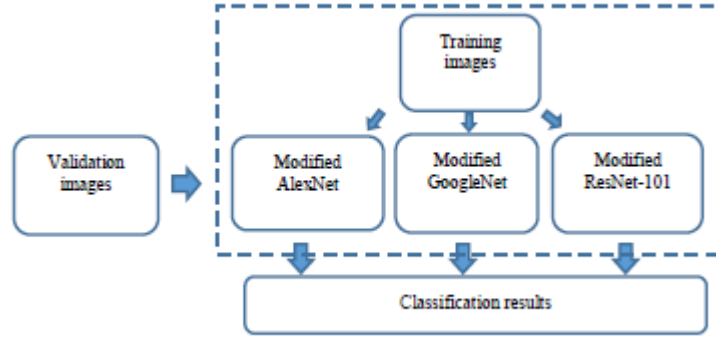 Training
images
Validation
images
Modified
AlexNet
Modified
GoogleNet
Modified
ResNet-101
Classification results